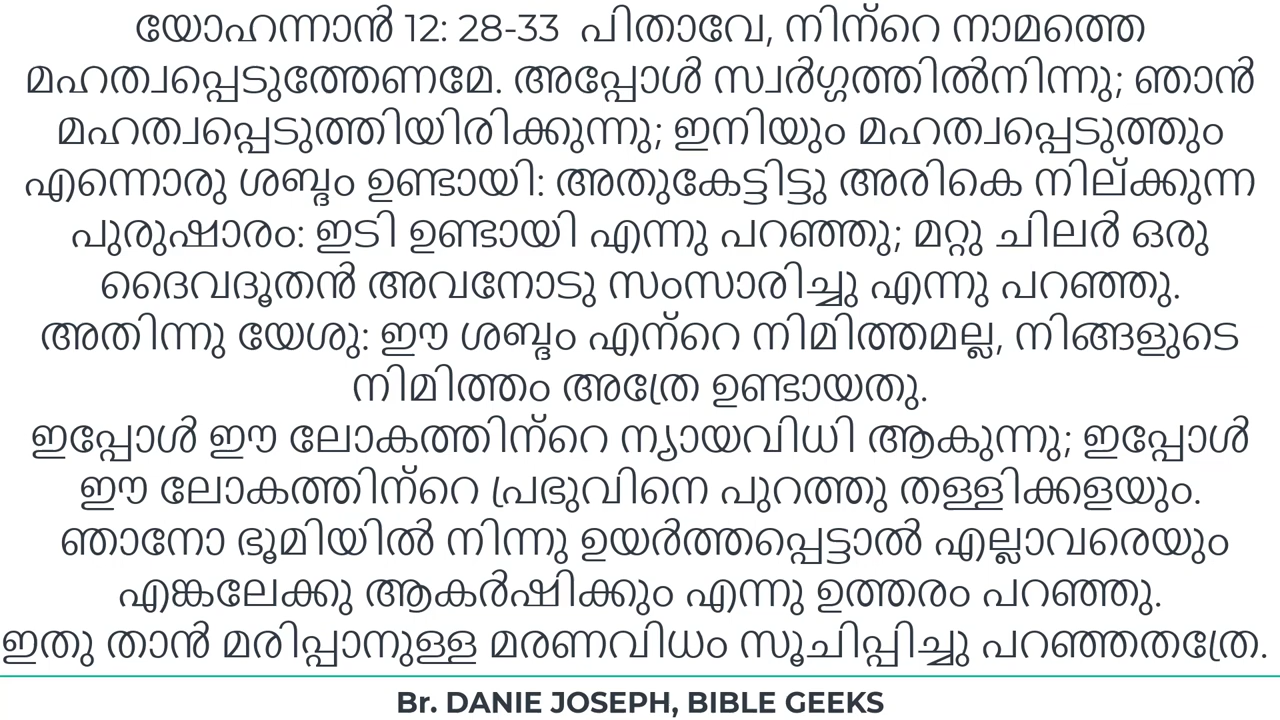 യോഹന്നാൻ 12: 28-33 പിതാവേ, നിന്റെ നാമത്തെ
മഹത്വപ്പെടുത്തേണമേ. അപ്പോൾ സ്വർഗ്ഗത്തിൽനിന്നു; ഞാൻ
മഹത്വപ്പെടുത്തിയിരിക്കുന്നു; ഇനിയും മഹത്വപ്പെടുത്തും
എന്നൊരു ശബ്ദം ഉണ്ടായി: അതുകേട്ടിട്ടു അരികെ നില്ക്കുന്ന
പുരുഷാരം: ഇടി ഉണ്ടായി എന്നു പറഞ്ഞു; മറ്റു ചിലർ ഒരു
ദൈവദൂതൻ അവനോടു സംസാരിച്ചു എന്നു പറഞ്ഞു.
അതിന്നു യേശു: ഈ ശബ്ദം എന്റെ നിമിത്തമല്ല, നിങ്ങളുടെ
നിമിത്തം അത്രേ ഉണ്ടായതു.
ഇപ്പോൾ ഈ ലോകത്തിന്റെ ന്യായവിധി ആകുന്നു; ഇപ്പോൾ
ഈ ലോകത്തിന്റെ പ്രഭുവിനെ പുറത്തു തള്ളിക്കളയും.
ഞാനോ ഭൂമിയിൽ നിന്നു ഉയർത്തപ്പെട്ടാൽ എല്ലാവരെയും
എങ്കലേക്കു ആകർഷിക്കും എന്നു ഉത്തരം പറഞ്ഞു.
ഇതു താൻ മരിപ്പാനുള്ള മരണവിധം സൂചിപ്പിച്ചു പറഞ്ഞതത്രേ.
Br. DANIE JOSEPH, BIBLE GEEKS